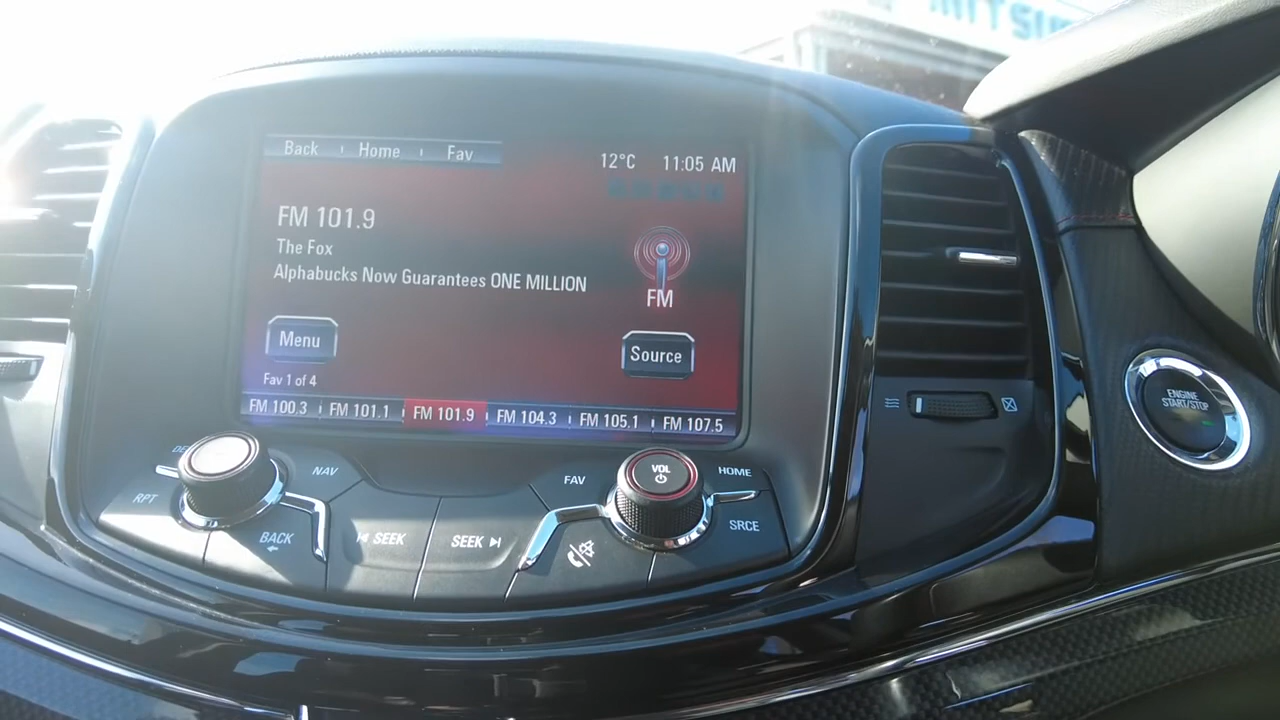 Back Home Fav
12°C 11:05 AM
FM 101.9
The Fox
Alphabucks Now Guarantees ONE MILLION
FM
Menu
Source
Fav 1 of 4
FM 100.3 FM 101.1 FM 101.9 FM 104.3 FM 105.1 FM 107.5
NAV
RPT
BACK
SEEK
SEEK
FAV
VOL
HOME
SRCE
ENGINE
START/STOP